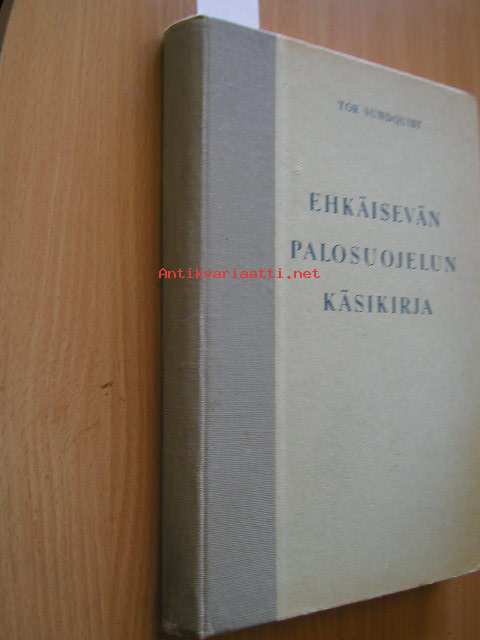 TOR SUNDQUIST
EHKÄISEVÄN
PALOSUOJELUN
KÄSIKIRJA
Antikvariaatti.net